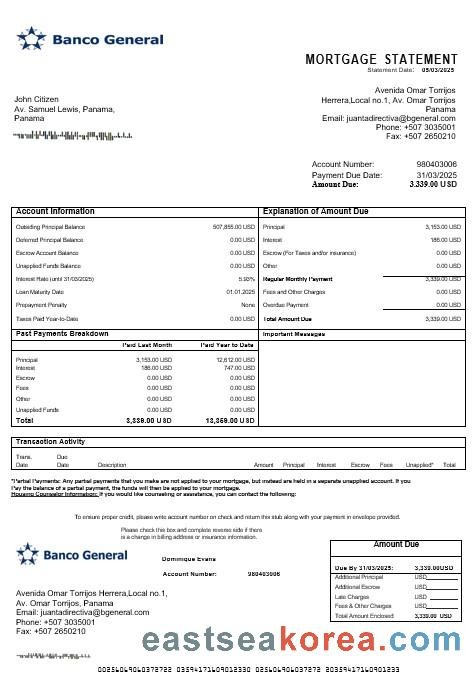 Banco General
MORTGAGE STATEMENT
Statement Date: 05/03/2025
John Citizen
Av. Samuel Lewis, Panama,
Panama
Avenida Omar Torrijos
Herrera,Local no.1, Av. Omar Torrijos
Panama
Email: juantadirectiva@bgeneral.com
Phone: +507 3035001
Fax: +507 2650210
Account Number: 980403006
Payment Due Date: 31/03/2025
Amount Due: 3.339.00 USD
Account Information
Explanation of Amount Due
Outsiding Principal Balance 507,855.00 USD
Principal 3,153.00 USD
Deferred Principal Balance 0.00 USD
Interest 186.00 USD
Escrow Account Balance 0.00 USD
Escrow (For Taxes and/or insurance) 0.00 USD
Unapplied Funds Balance 0.00 USD
Other 0.00 USD
Interest Rate (until 31/03/2025) 5.93%
Regular Monthly Payment 3,339.00 USD
Loan Maturity Date 01.01.2025
Fees and Other Charges 0.00 USD
Prepayment Penalty None
Overdue Payment 0.00 USD
Taxes Paid Year-to-Date 0.00 USD
Total Amount Due 3,339.00 USD
Past Payments Breakdown
Important Messages
Paid Last Month Paid Year to Date
Principal 3,153.00 USD 12,612.00 USD
Interest 186.00 USD 747.00 USD
Escrow 0.00 USD 0.00 USD
Fees 0.00 USD 0.00 USD
Other 0.00 USD 0.00 USD
Unapplied Funds 0.00 USD 0.00 USD
Total 3,339.00 USD 13,359.00 USD
Transaction Activity
Trans. Date Due Date Description Amount Principal Interest Escrow Fees Unapplied* Total
*Partial Payments: Any partial payments that you make are not applied to your mortgage, but instead are held in a separate unapplied account. If you
Pay the balance of a partial payment, the funds will then be applied to your mortgage.
Housing Counselor Information: If you would like counseling or assistance, you can contact the following:
To ensure proper credit, please write account number on check and return this stub along with your payment in envelope provided.
Please check this box and complete reverse side if there
is a change in billing address or insurance information.
Banco General
Dominique Evans
Account Number: 980403006
Amount Due
Due By 31/03/2025: 3,339.00USD
Additional Principal USD
Additional Escrow USD
Late Charges USD
Fees & Other Charges USD
Total Amount Enclosed 3,339.00 USD
Avenida Omar Torrijos Herrera,Local no.1,
Av. Omar Torrijos, Panama
Email: juantadirectiva@bgeneral.com
Phone: +507 3035001
Fax: +507 2650210
eastseakorea.com